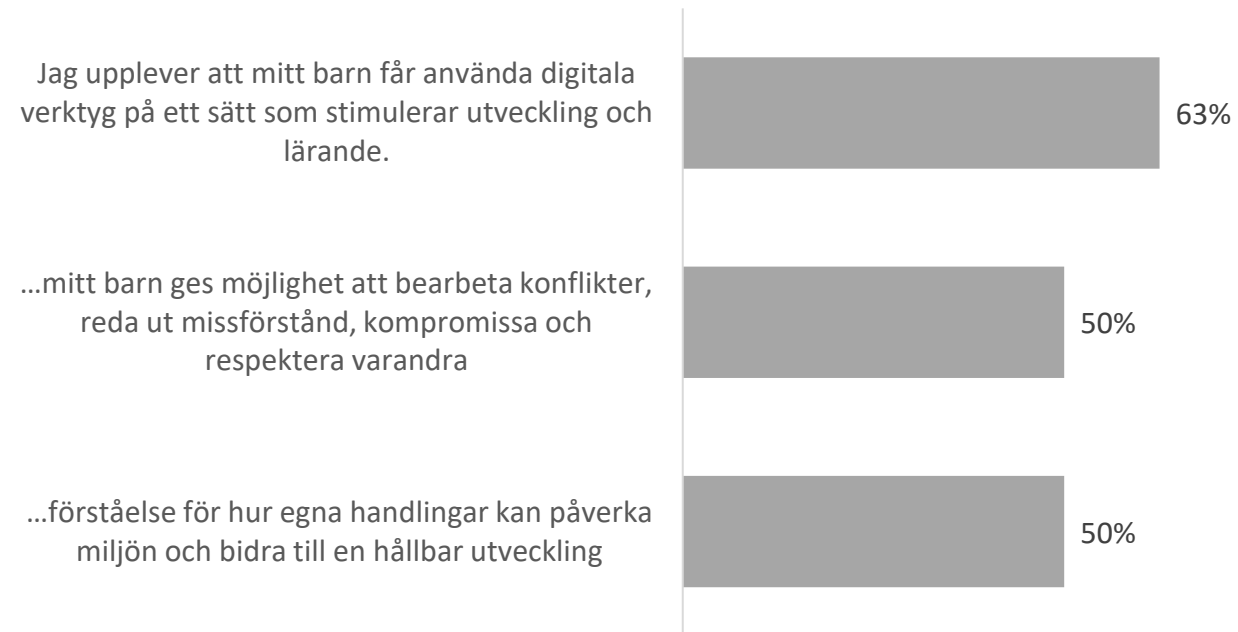 Jag upplever att mitt barn får använda digitala
verktyg på ett sätt som stimulerar utveckling och
lärande.
63%
…mitt barn ges möjlighet att bearbeta konflikter,
reda ut missförstånd, kompromissa och
respektera varandra
50%
…förståelse för hur egna handlingar kan påverka
miljön och bidra till en hållbar utveckling
50%